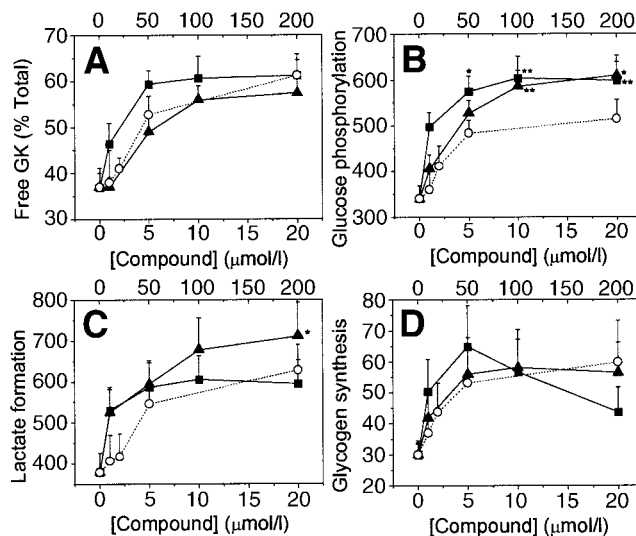 0 50 100 150 200
0 50 100 150 200
A
B
Free GK (% Total)
70
60
50
40
30
Glucose phosphorylation
700
600
500
400
300
* ** ** * **
0 5 10 15 20
0 5 10 15 20
[Compound] (μmol/l)
[Compound] (μmol/l)
0 50 100 150 200
0 50 100 150 200
C
D
Lactate formation
800
700
600
500
400
*
Glycogen synthesis
80
70
60
50
40
30
20
0 5 10 15 20
0 5 10 15 20
[Compound] (μmol/l)
[Compound] (μmol/l)